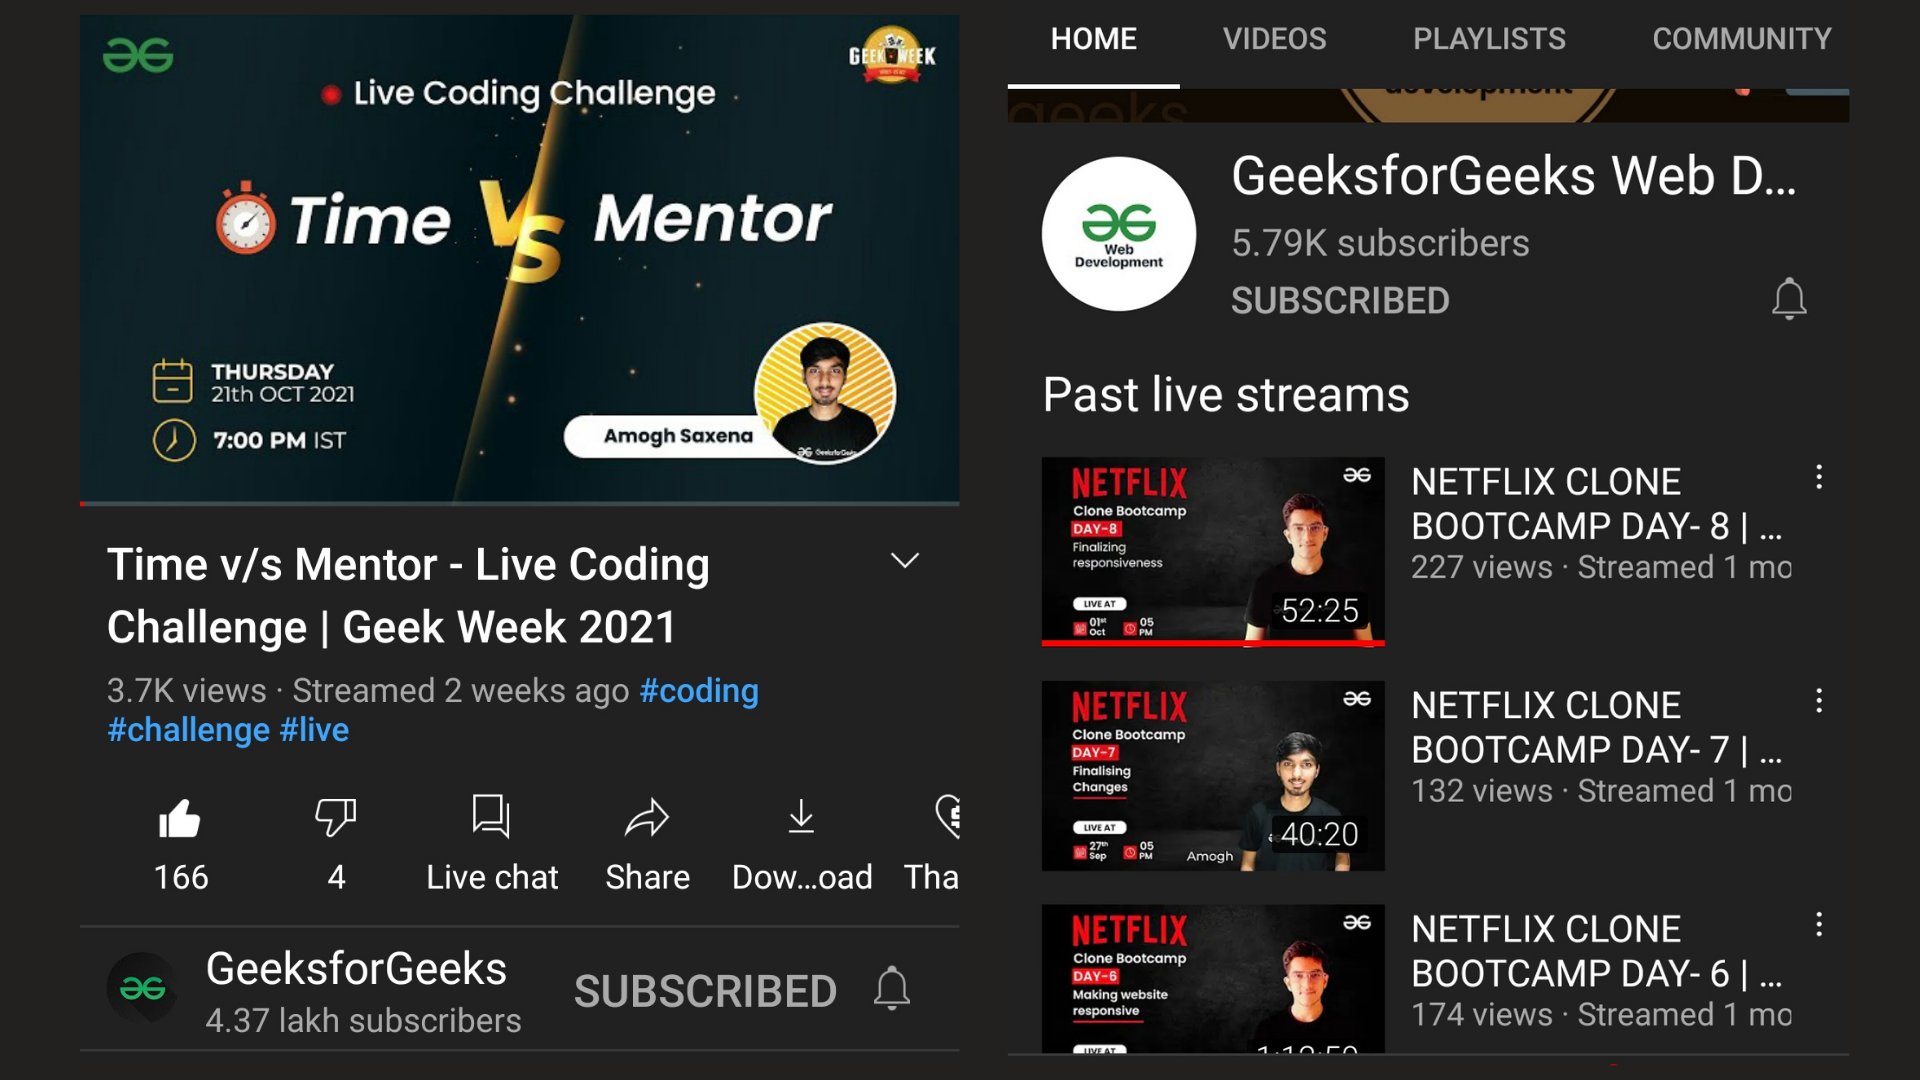 GEEK WEEK
Live Coding Challenge
Time Vs Mentor
THURSDAY
21th OCT 2021
7:00 PM IST
Amogh Saxena
GeeksforGeeks
Time v/s Mentor - Live Coding
Challenge | Geek Week 2021
3.7K views · Streamed 2 weeks ago #coding
#challenge #live
166
4
Live chat
Share
Dow...oad
Tha
GeeksforGeeks
4.37 lakh subscribers
SUBSCRIBED
HOME
VIDEOS
PLAYLISTS
COMMUNITY
geeks
development
Web
Development
GeeksforGeeks Web D...
5.79K subscribers
SUBSCRIBED
Past live streams
NETFLIX
Clone Bootcamp
DAY-8
Finalizing
responsiveness
LIVE AT
01st Oct
05 PM
52:25
NETFLIX CLONE
BOOTCAMP DAY- 8 | ...
227 views · Streamed 1 mo
NETFLIX
Clone Bootcamp
DAY-7
Finalising
Changes
LIVE AT
27th Sep
05 PM
Amogh
40:20
NETFLIX CLONE
BOOTCAMP DAY- 7 | ...
132 views · Streamed 1 mo
NETFLIX
Clone Bootcamp
DAY-6
Making website
responsive
LIVE AT
NETFLIX CLONE
BOOTCAMP DAY- 6 | ...
174 views · Streamed 1 mo